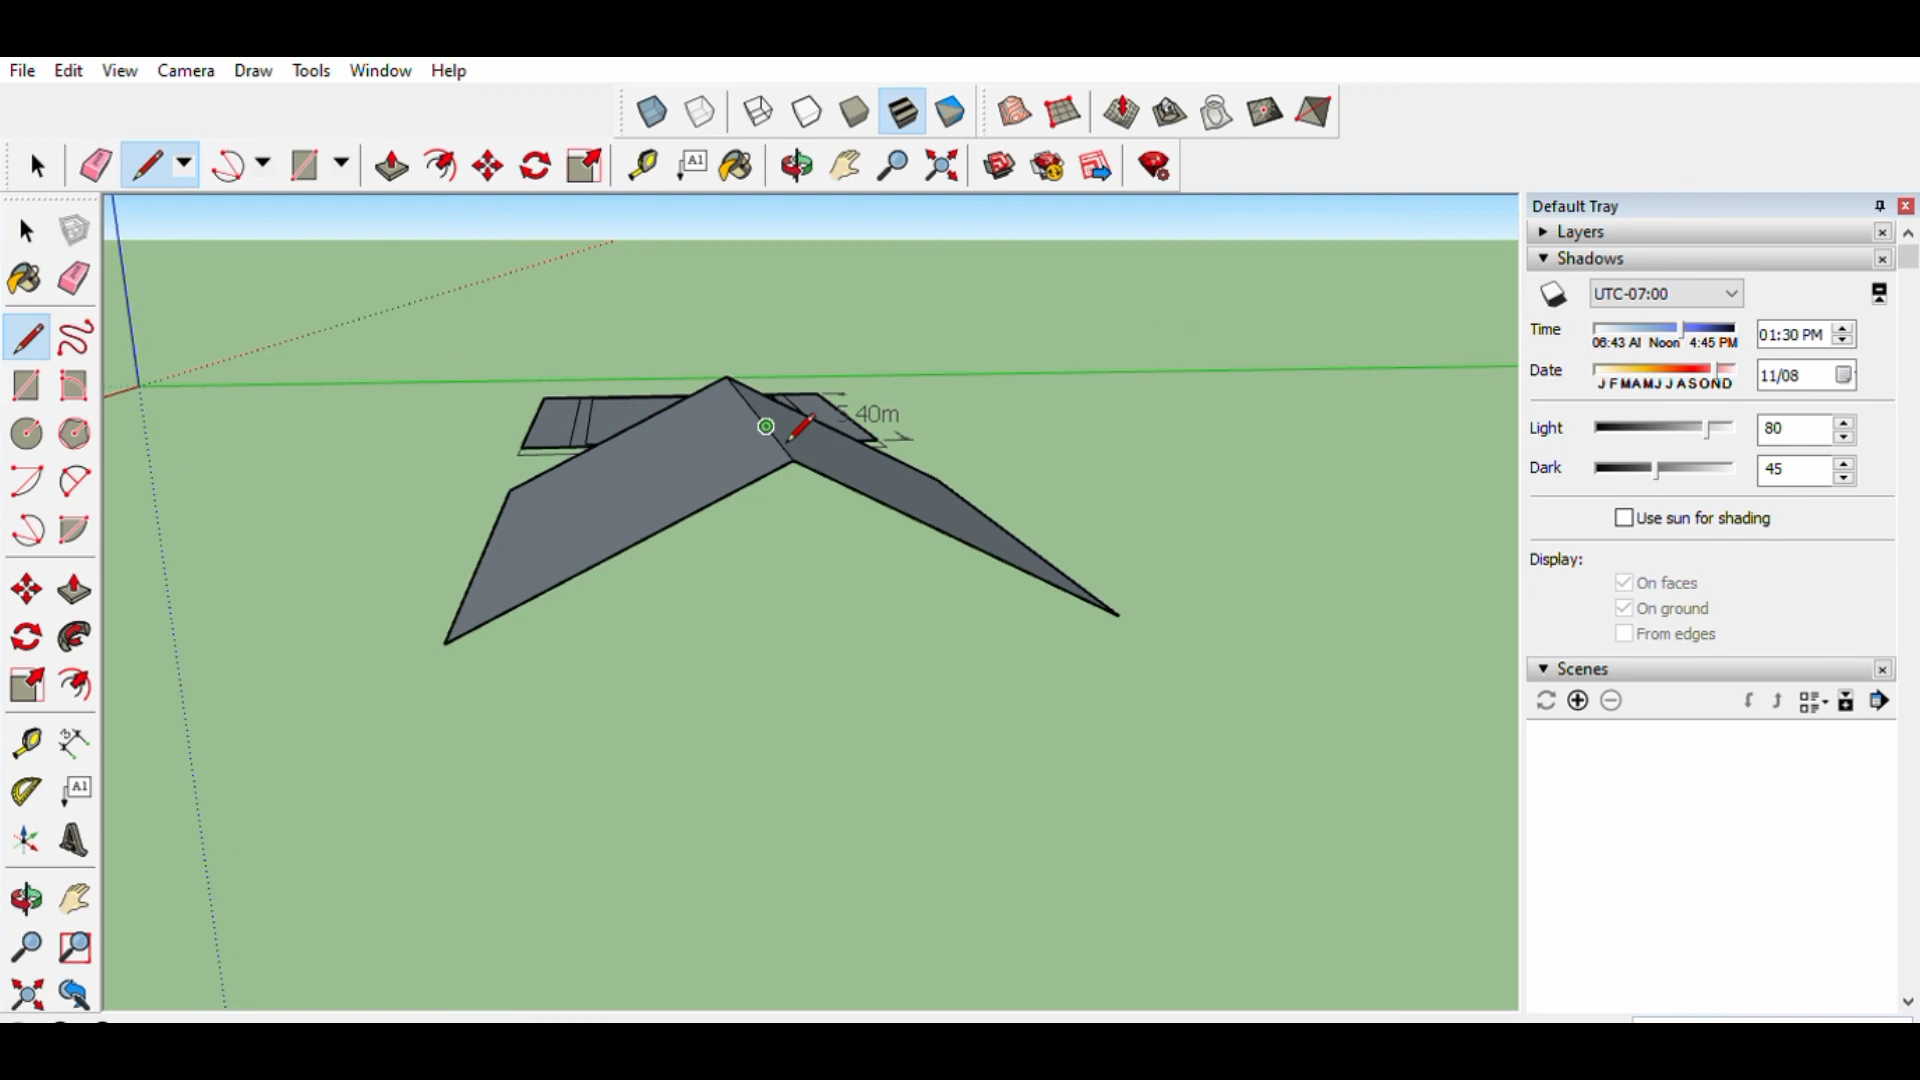 File Edit View Camera Draw Tools Window Help
A1
Default Tray
Layers
Shadows
UTC-07:00
Time
06:43 AI Noon 4:45 PM
01:30 PM
Date
J F M A M J J A S O N D
11/08
5.40m
Light
80
Dark
45
Use sun for shading
Display:
On faces
On ground
From edges
Scenes
A1